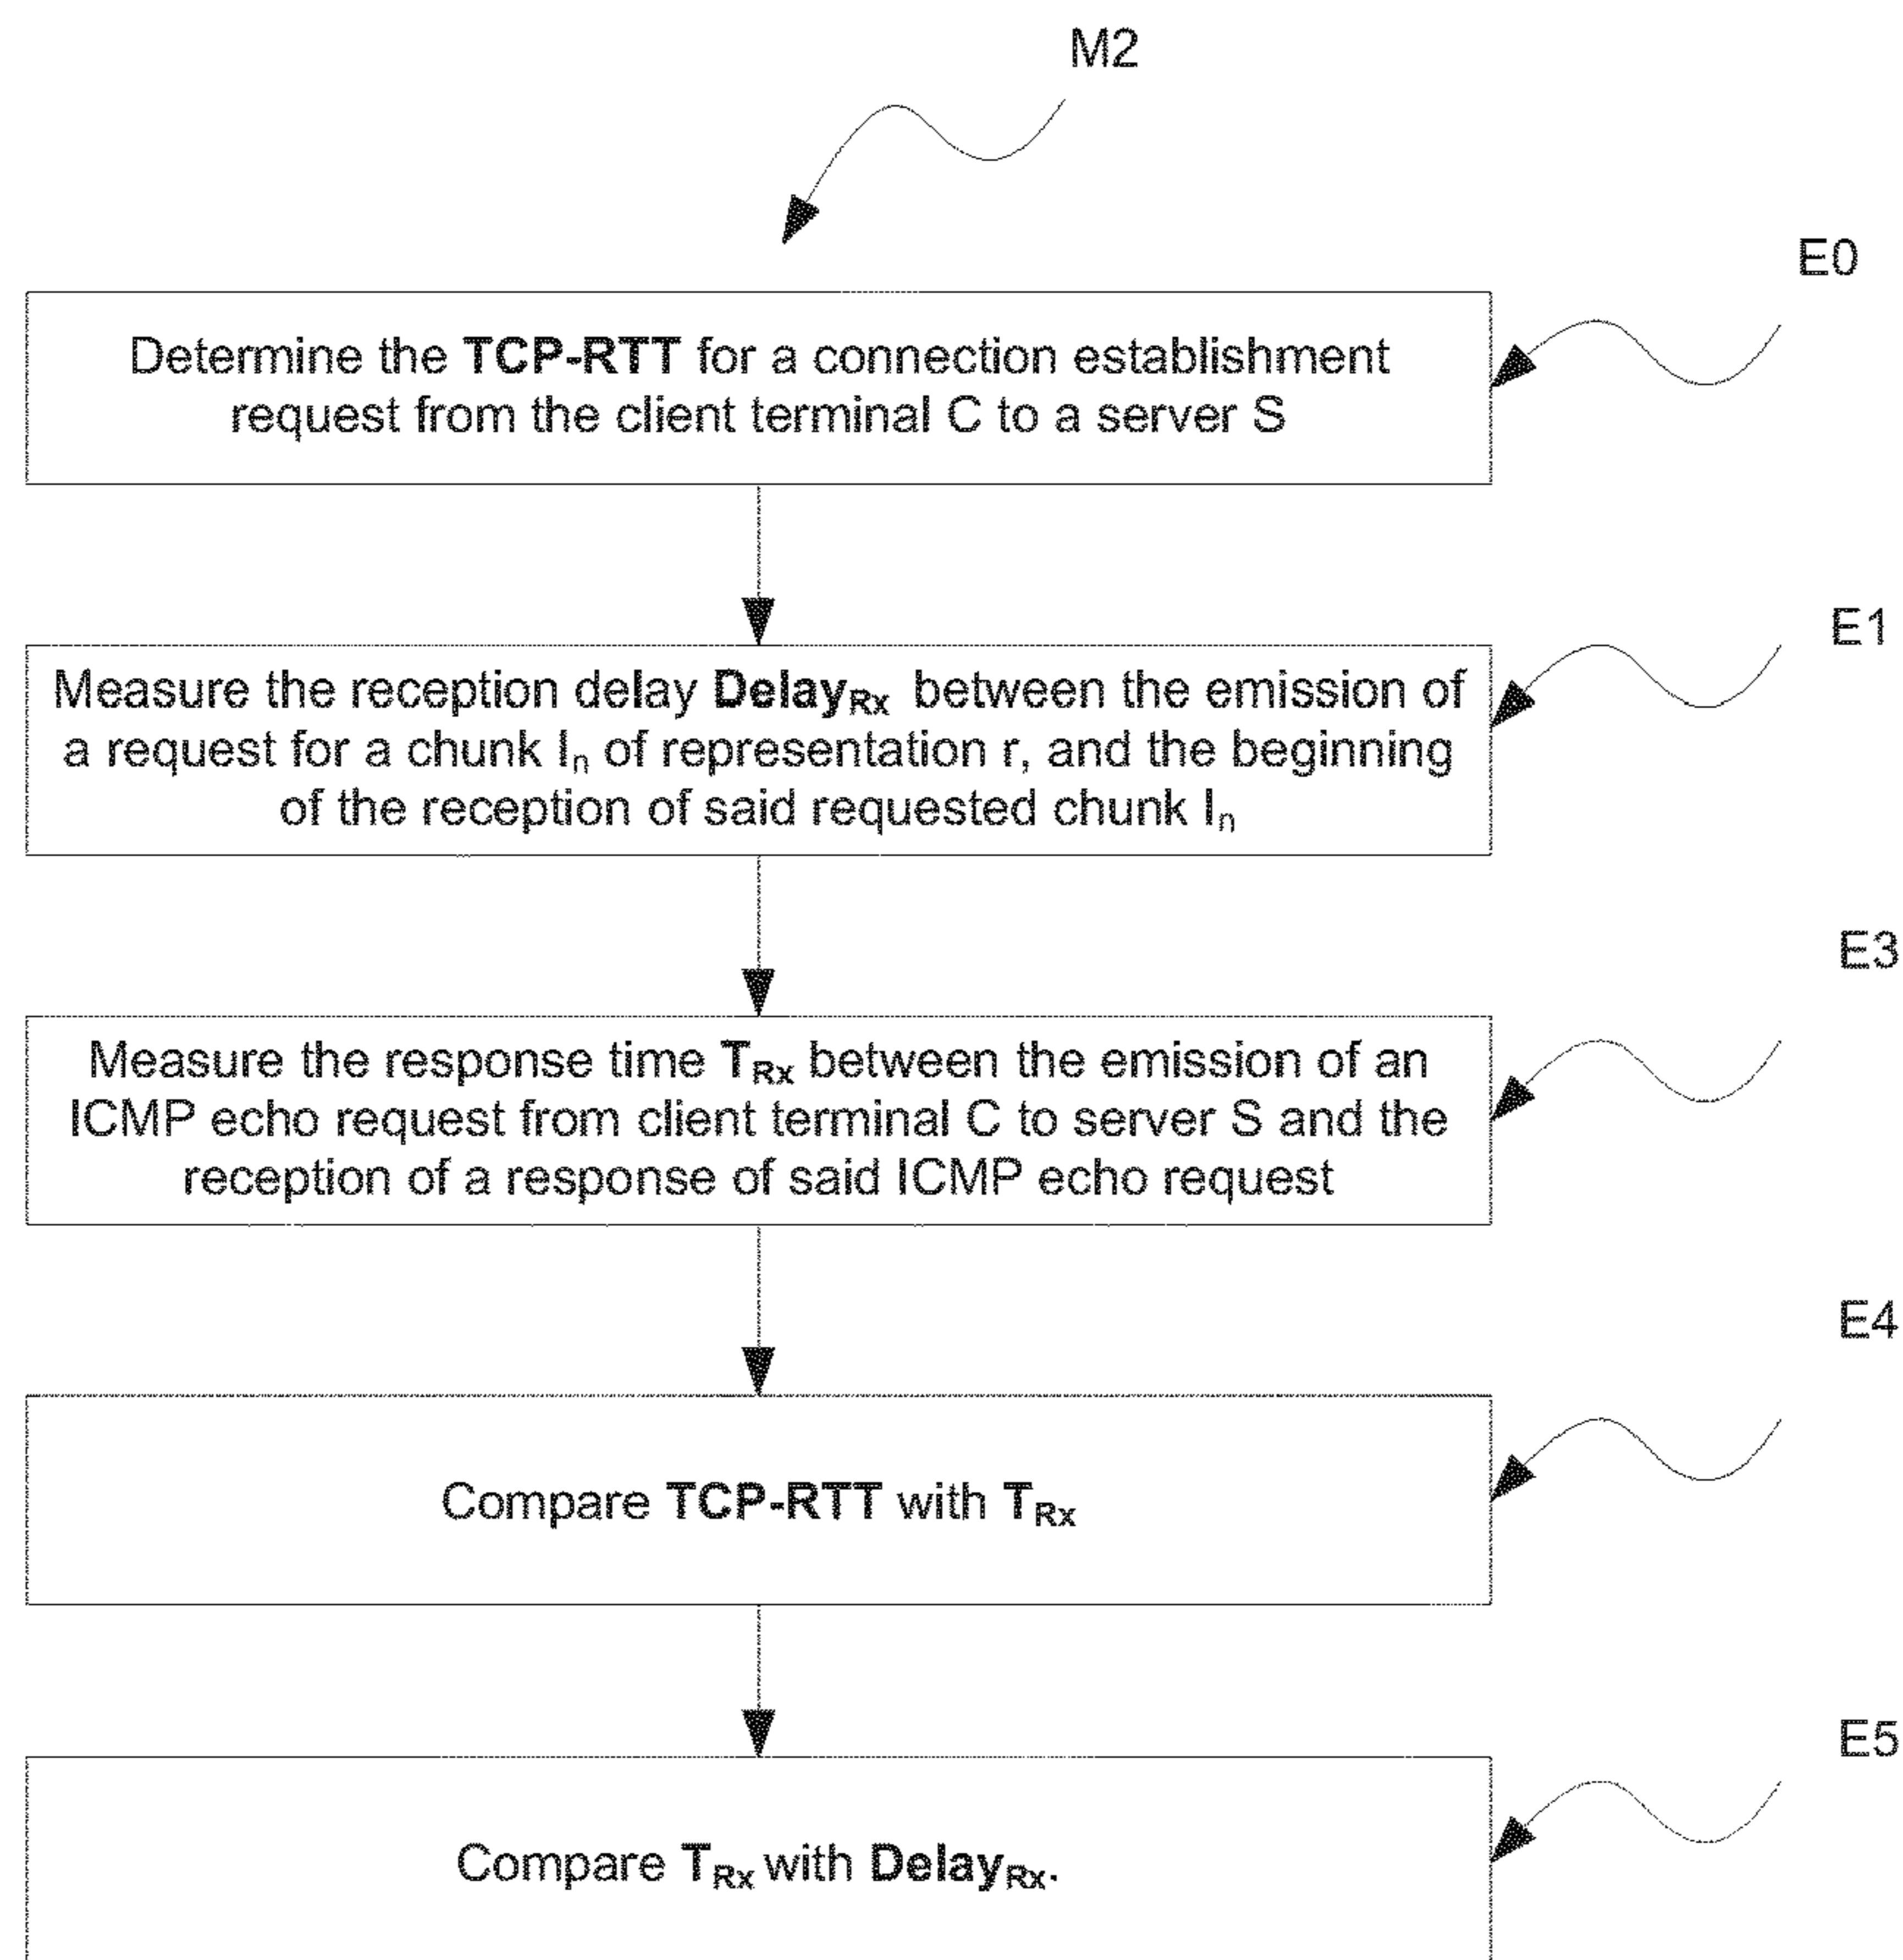 M2
E0
Determine the TCP-RTT for a connection establishment
request from the client terminal C to a server S
E1
Measure the reception delay DelayRx between the emission of
a request for a chunk In of representation r, and the beginning
of the reception of said requested chunk In
E3
Measure the response time TRx between the emission of an
ICMP echo request from client terminal C to server S and the
reception of a response of said ICMP echo request
E4
Compare TCP-RTT with TRx
E5
Compare TRx with DelayRx.